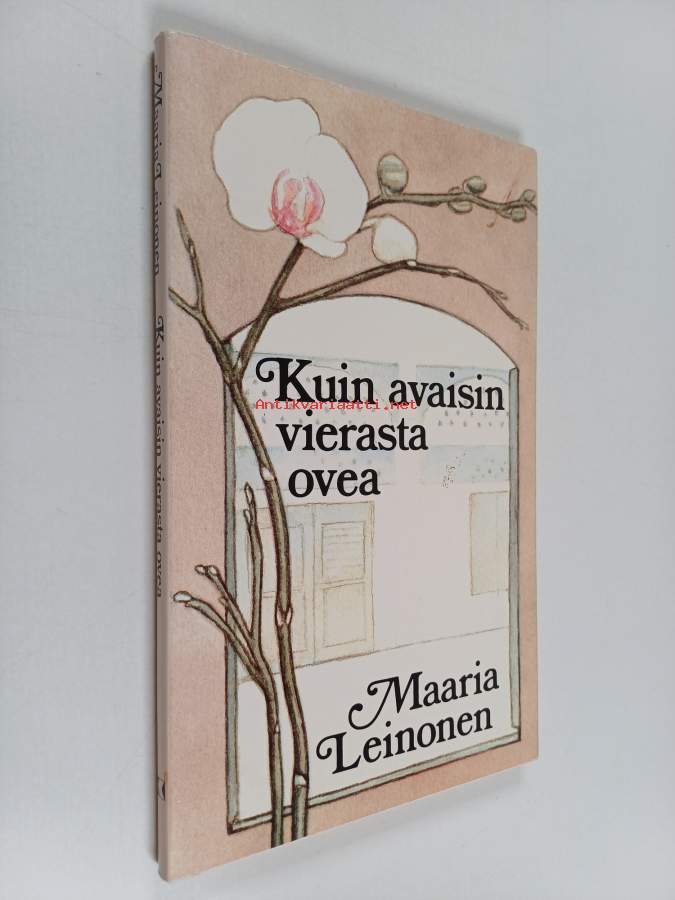 Maaria Leinonen Kuin avaisin vierasta ovea
Kuin avaisin
Antikvariaatti.net
vierasta
ovea
Maaria
Leinonen